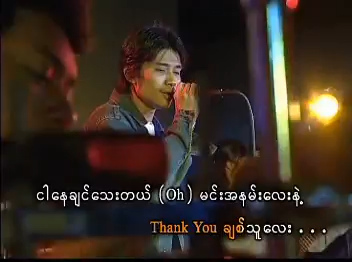 ငါနေချင်သေးတယ် (Oh) မင်းအနမ်းလေးနဲ့
Thank You ချစ်သူလေး . . .